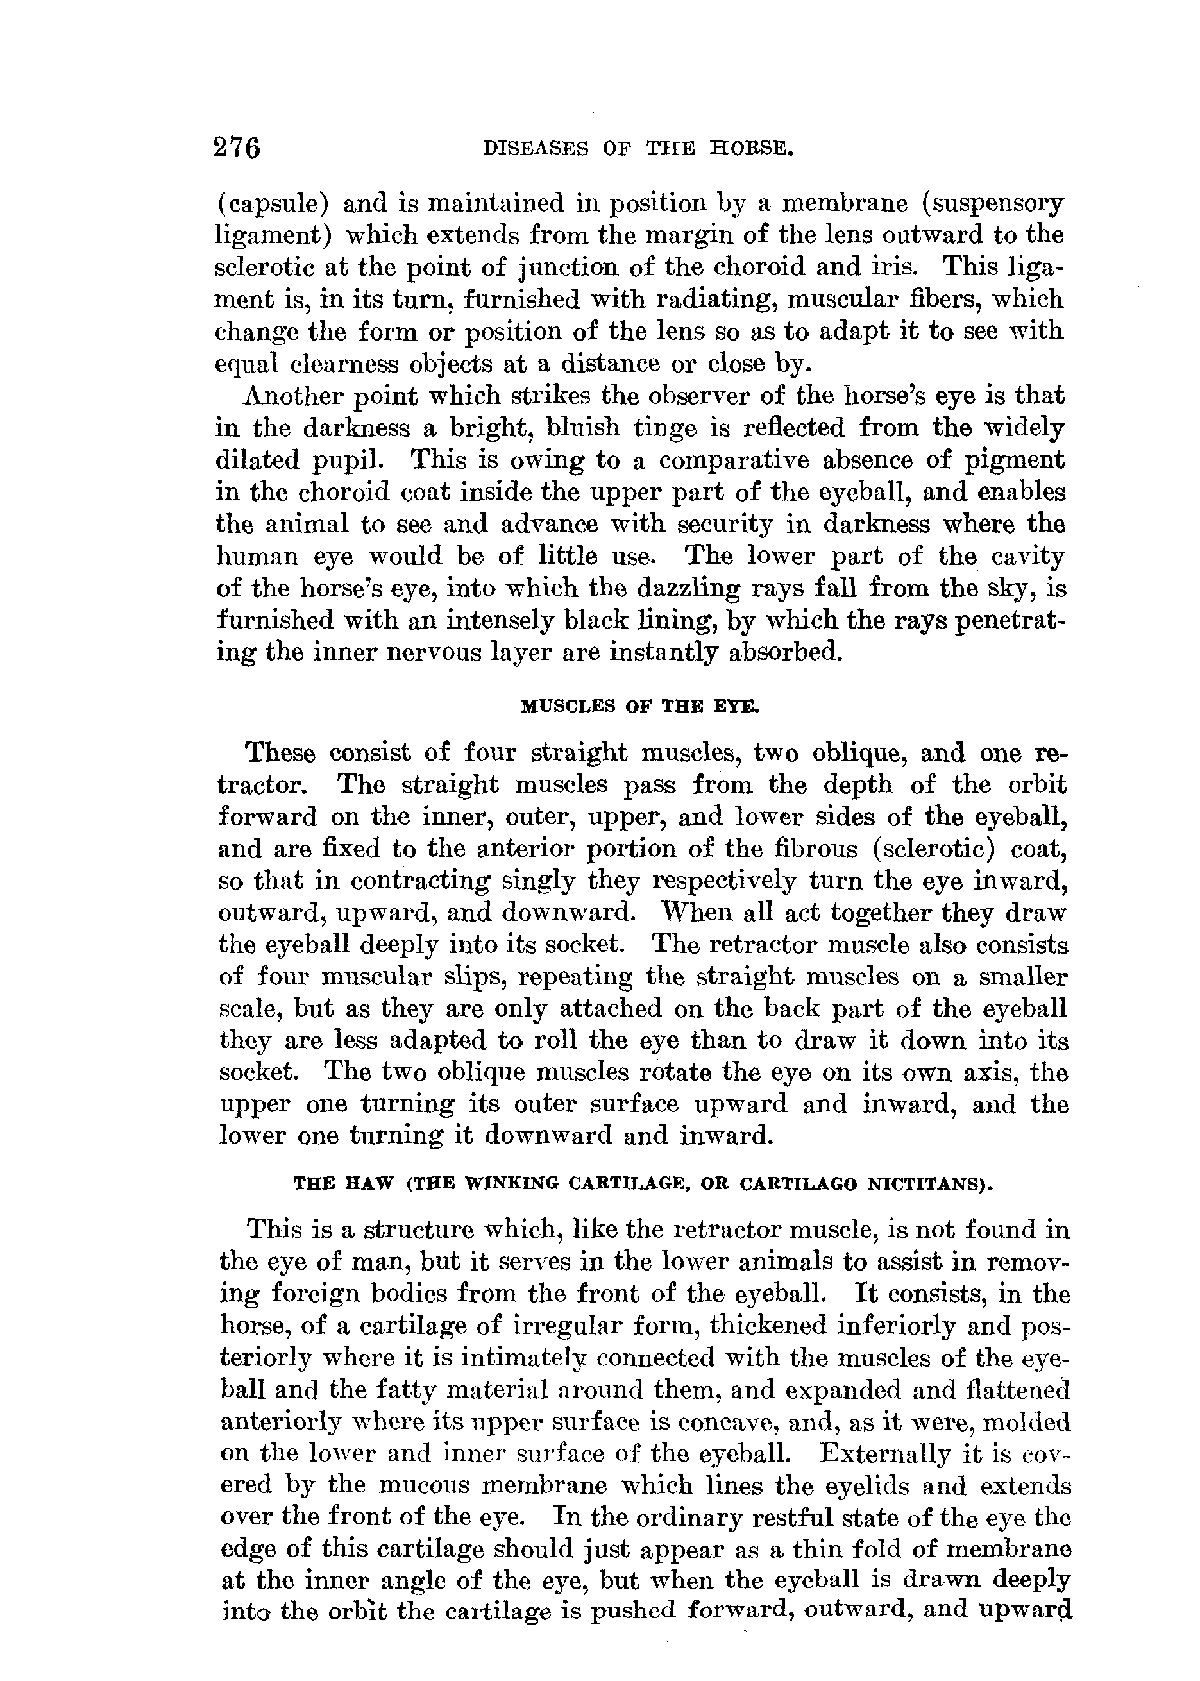 276 DISEASES OF THE HORSE.
(capsule) and is maintained in position by a membrane (suspensory
ligament) which extends from the margin of the lens outward to the
sclerotic at the point of junction of the choroid and iris. This liga-
ment is, in its turn, furnished with radiating, muscular fibers, which
change the form or position of the lens so as to adapt it to see with
equal clearness objects at a distance or close by.
Another point which strikes the observer of the horse's eye is that
in the darkness a bright, bluish tinge is reflected from the widely
dilated pupil. This is owing to a comparative absence of pigment
in the choroid coat inside the upper part of the eyeball, and enables
the animal to see and advance with security in darkness where the
human eye would be of little use. The lower part of the cavity
of the horse's eye, into which the dazzling rays fall from the sky, is
furnished with an intensely black lining, by which the rays penetrat-
ing the inner nervous layer are instantly absorbed.
MUSCLES OF THE EYE.
These consist of four straight muscles, two oblique, and one re-
tractor. The straight muscles pass from the depth of the orbit
forward on the inner, outer, upper, and lower sides of the eyeball,
and are fixed to the anterior portion of the fibrous (sclerotic) coat,
so that in contracting singly they respectively turn the eye inward,
outward, upward, and downward. When all act together they draw
the eyeball deeply into its socket. The retractor muscle also consists
of four muscular slips, repeating the straight muscles on a smaller
scale, but as they are only attached on the back part of the eyeball
they are less adapted to roll the eye than to draw it down into its
socket. The two oblique muscles rotate the eye on its own axis, the
upper one turning its outer surface upward and inward, and the
lower one turning it downward and inward.
THE HAW (THE WINKING CARTILAGE, OR CARTILAGO NICTITANS).
This is a structure which, like the retractor muscle, is not found in
the eye of man, but it serves in the lower animals to assist in remov-
ing foreign bodies from the front of the eyeball. It consists, in the
horse, of a cartilage of irregular form, thickened inferiorly and pos-
teriorly where it is intimately connected with the muscles of the eye-
ball and the fatty material around them, and expanded and flattened
anteriorly where its upper surface is concave, and, as it were, molded
on the lower and inner surface of the eyeball. Externally it is cov-
ered by the mucous membrane which lines the eyelids and extends
over the front of the eye. In the ordinary restful state of the eye the
edge of this cartilage should just appear as a thin fold of membrane
at the inner angle of the eye, but when the eyeball is drawn deeply
into the orbit the cartilage is pushed forward, outward, and upward